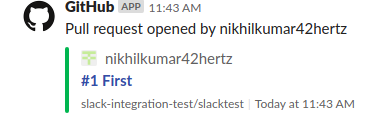 GitHub APP 11:43 AM
Pull request opened by nikhilkumar42hertz
nikhilkumar42hertz
#1 First
slack-integration-test/slacktest | Today at 11:43 AM